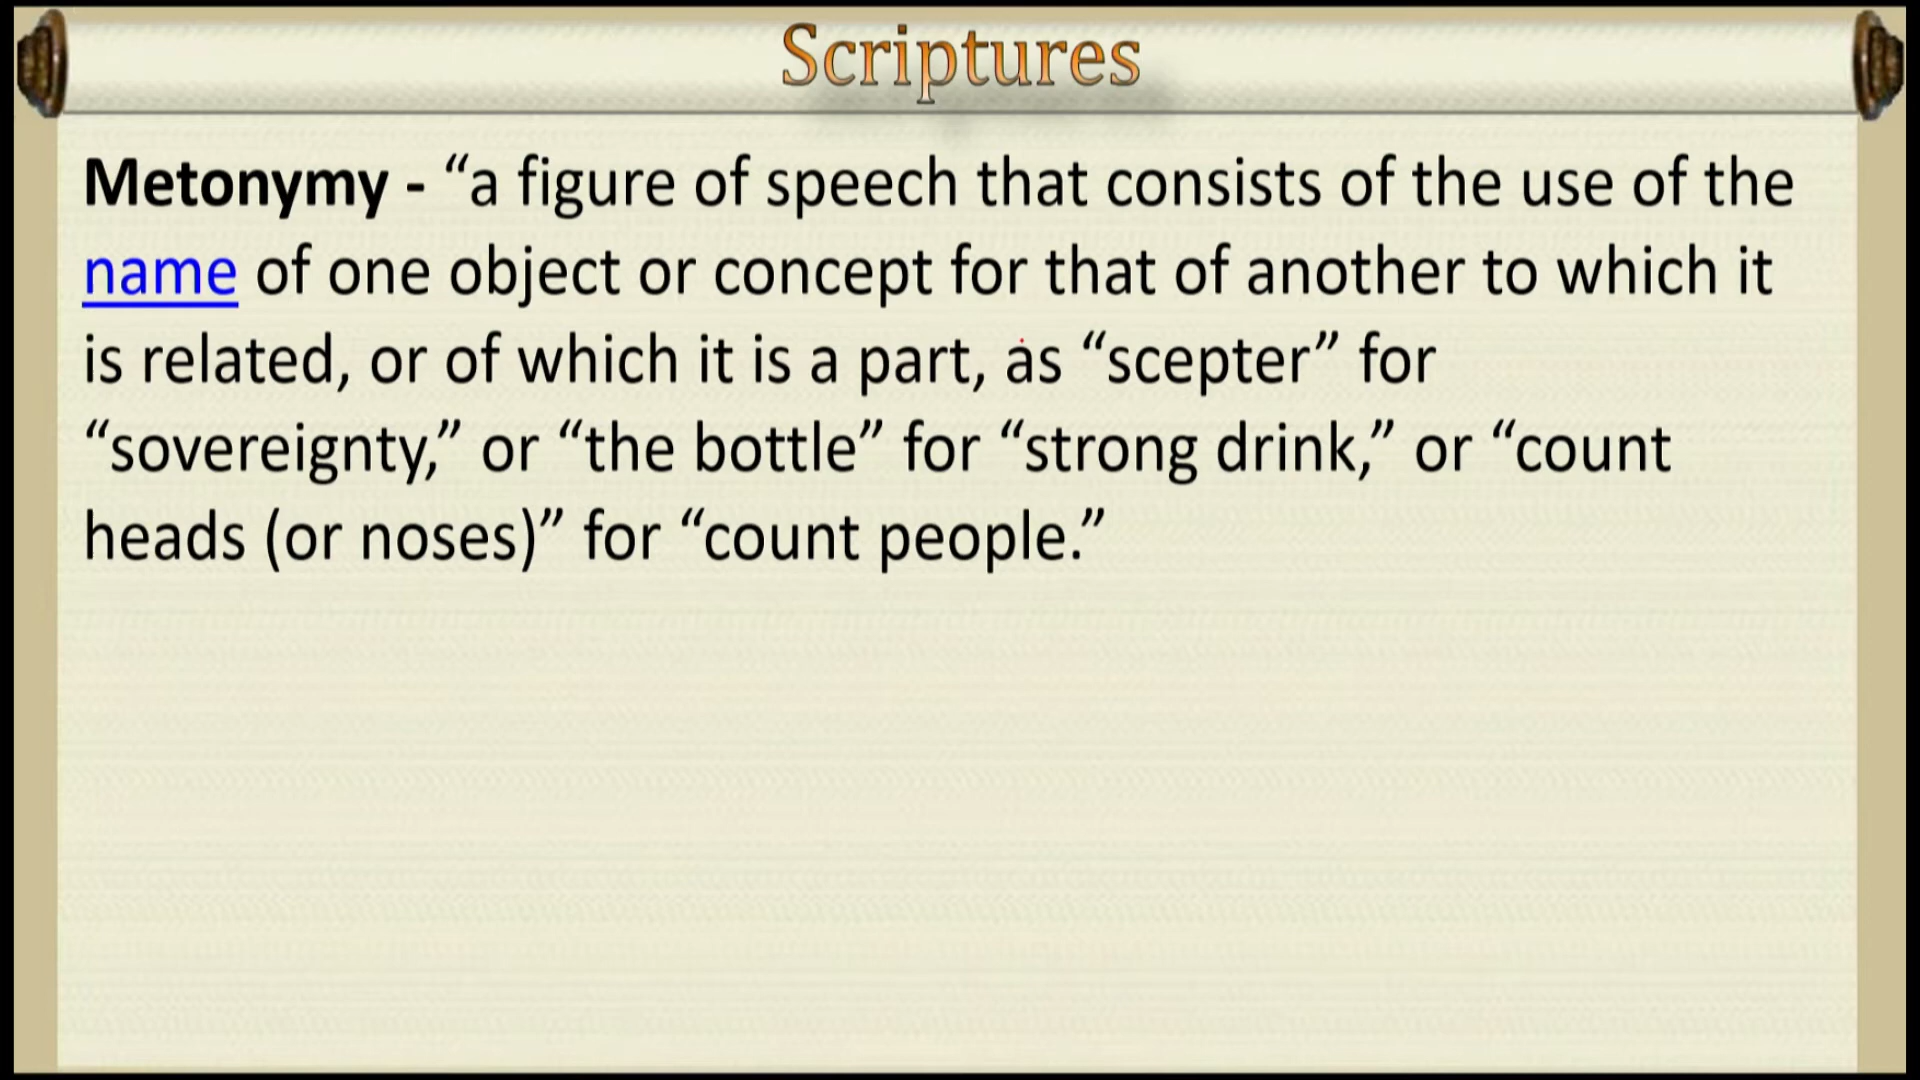 Scriptures
Metonymy - “a figure of speech that consists of the use of the
name of one object or concept for that of another to which it
is related, or of which it is a part, as “scepter” for
“sovereignty,” or “the bottle” for “strong drink,” or “count
heads (or noses)” for “count people.”